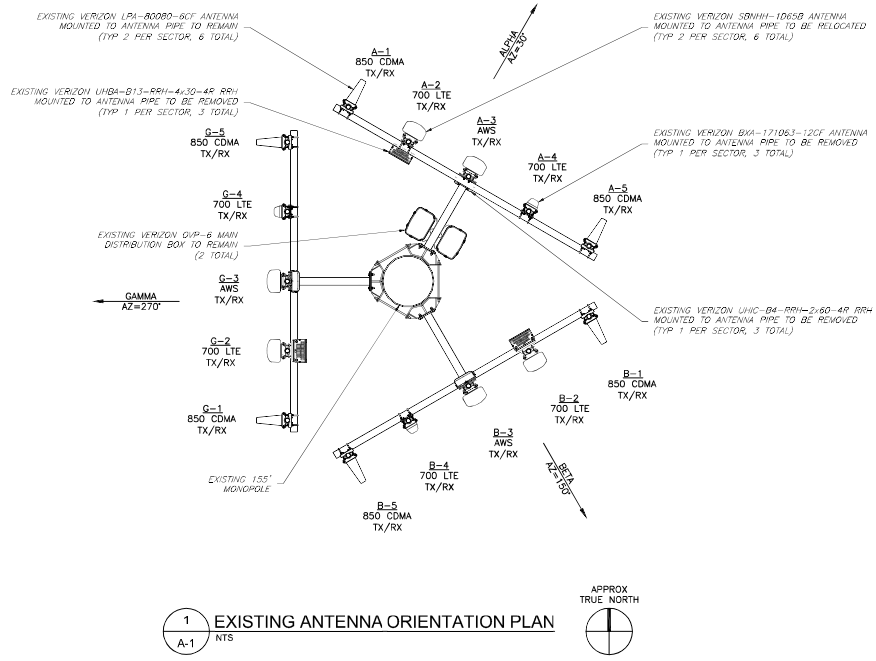 EXISTING VERIZON LPA-80080-6CF ANTENNA
MOUNTED TO ANTENNA PIPE TO REMAIN
(TYP 2 PER SECTOR, 6 TOTAL)
EXISTING VERIZON SBNHH-1D65B ANTENNA
MOUNTED TO ANTENNA PIPE TO BE RELOCATED
(TYP 2 PER SECTOR, 6 TOTAL)
ALPHA
AZ=30°
A-1
850 CDMA
TX/RX
A-2
700 LTE
TX/RX
EXISTING VERIZON UHBA-B13-RRH-4x30-4R RRH
MOUNTED TO ANTENNA PIPE TO BE REMOVED
(TYP 1 PER SECTOR, 3 TOTAL)
A-3
AWS
TX/RX
EXISTING VERIZON BXA-171063-12CF ANTENNA
MOUNTED TO ANTENNA PIPE TO BE REMOVED
(TYP 1 PER SECTOR, 3 TOTAL)
G-5
850 CDMA
TX/RX
A-4
700 LTE
TX/RX
A-5
850 CDMA
TX/RX
G-4
700 LTE
TX/RX
EXISTING VERIZON OVP-6 MAIN
DISTRIBUTION BOX TO REMAIN
(2 TOTAL)
G-3
AWS
TX/RX
GAMMA
AZ=270°
EXISTING VERIZON UHIC-B4-RRH-2x60-4R RRH
MOUNTED TO ANTENNA PIPE TO BE REMOVED
(TYP 1 PER SECTOR, 3 TOTAL)
G-2
700 LTE
TX/RX
B-1
850 CDMA
TX/RX
G-1
850 CDMA
TX/RX
B-2
700 LTE
TX/RX
B-3
AWS
TX/RX
BETA
AZ=150°
B-4
700 LTE
TX/RX
EXISTING 155'
MONOPOLE
B-5
850 CDMA
TX/RX
APPROX
TRUE NORTH
1
A-1
EXISTING ANTENNA ORIENTATION PLAN
NTS